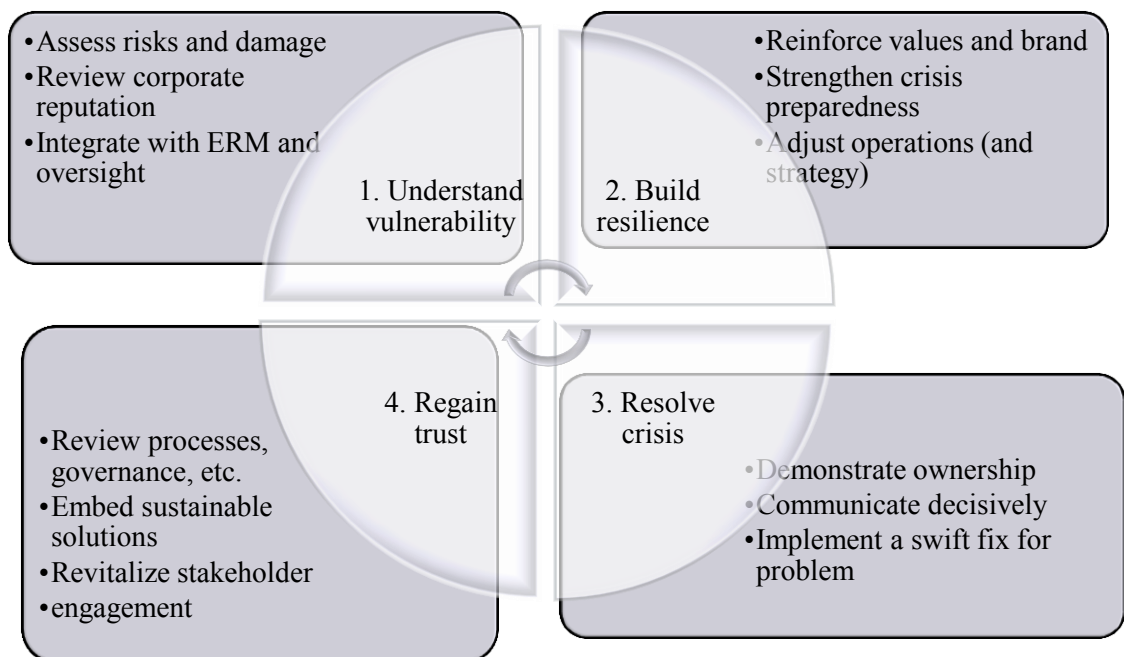 •Assess risks and damage
•Review corporate
reputation
•Integrate with ERM and
oversight
1. Understand
vulnerability
•Reinforce values and brand
•Strengthen crisis
preparedness
•Adjust operations (and
strategy)
2. Build
resilience
4. Regain
trust
•Review processes,
governance, etc.
•Embed sustainable
solutions
•Revitalize stakeholder
•engagement
3. Resolve
crisis
•Demonstrate ownership
•Communicate decisively
•Implement a swift fix for
problem